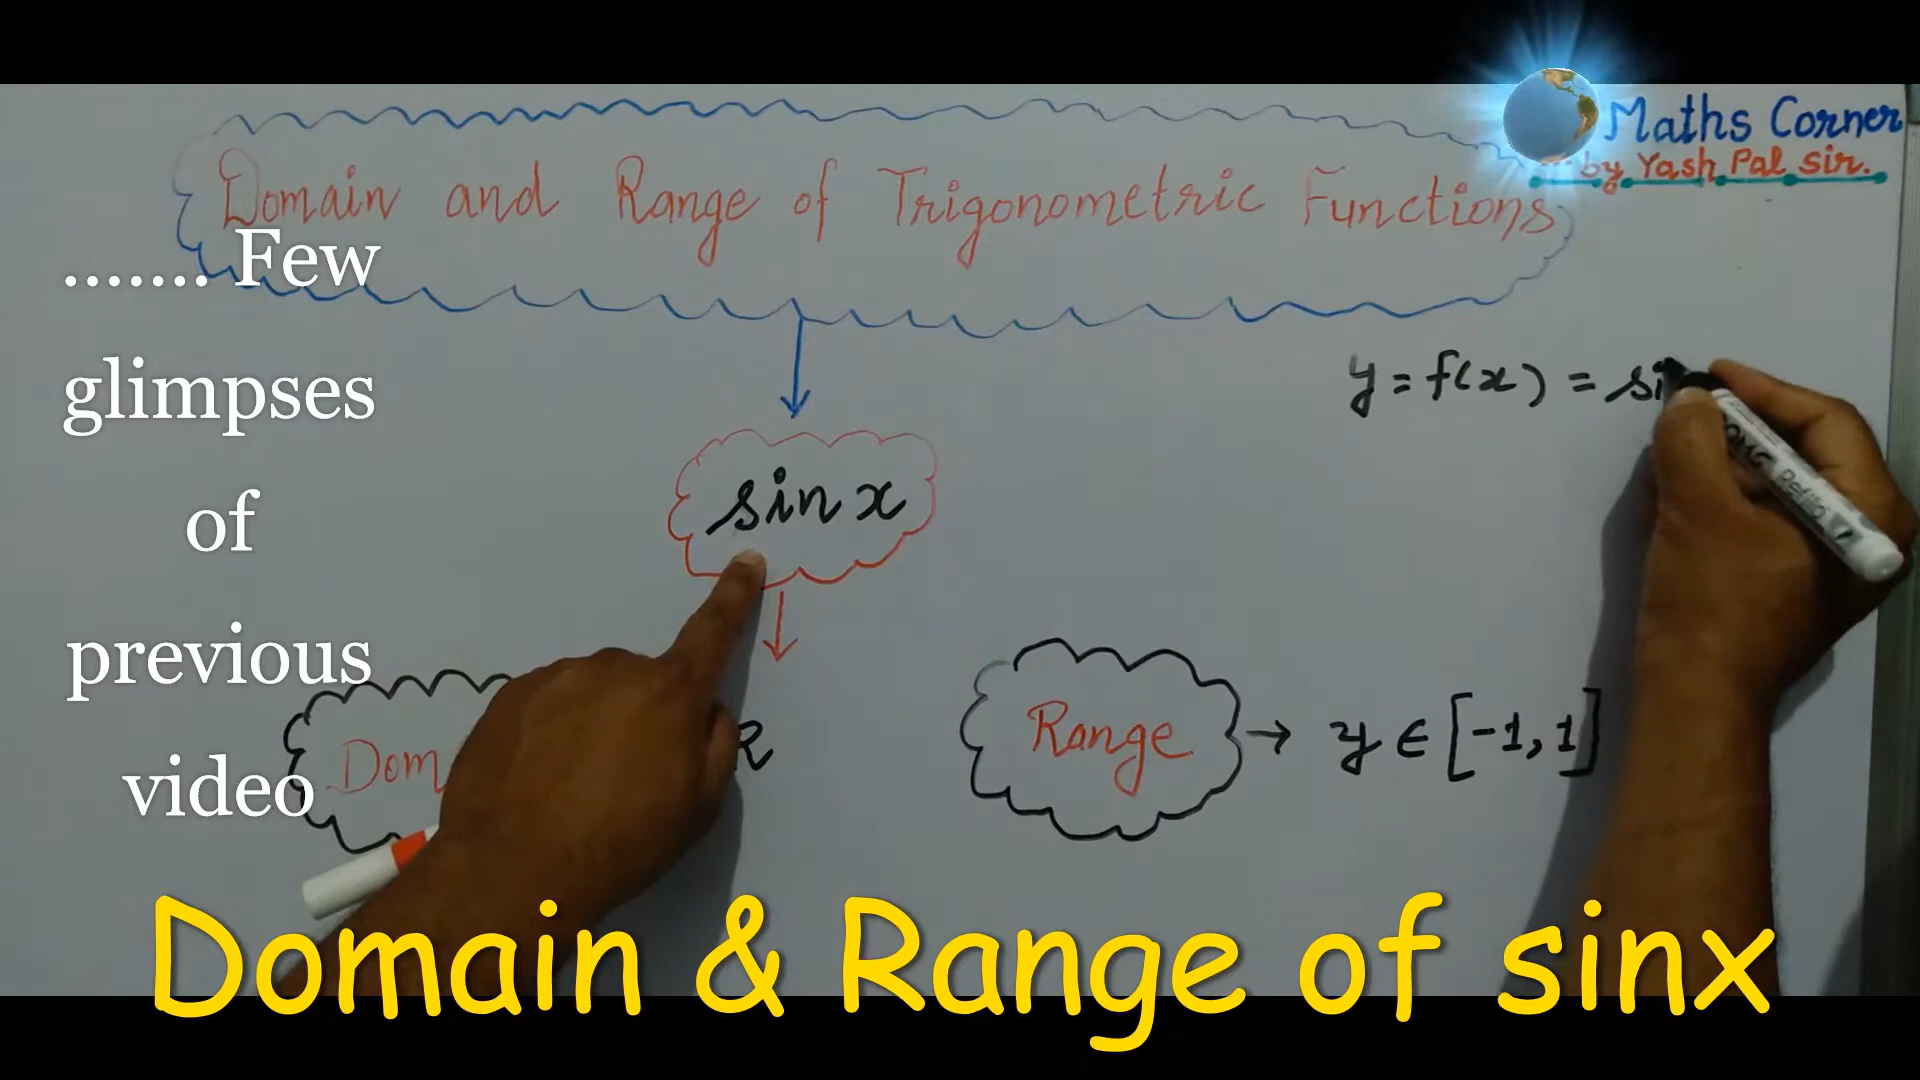 Maths Corner
by Yash Pal Sir.
Domain and Range of Trigonometric Functions
....... Few
glimpses
of
previous
video
y = f(x) = si
sin x
Dom
R
Range → y ∈ [-1, 1]
Domain & Range of sinx